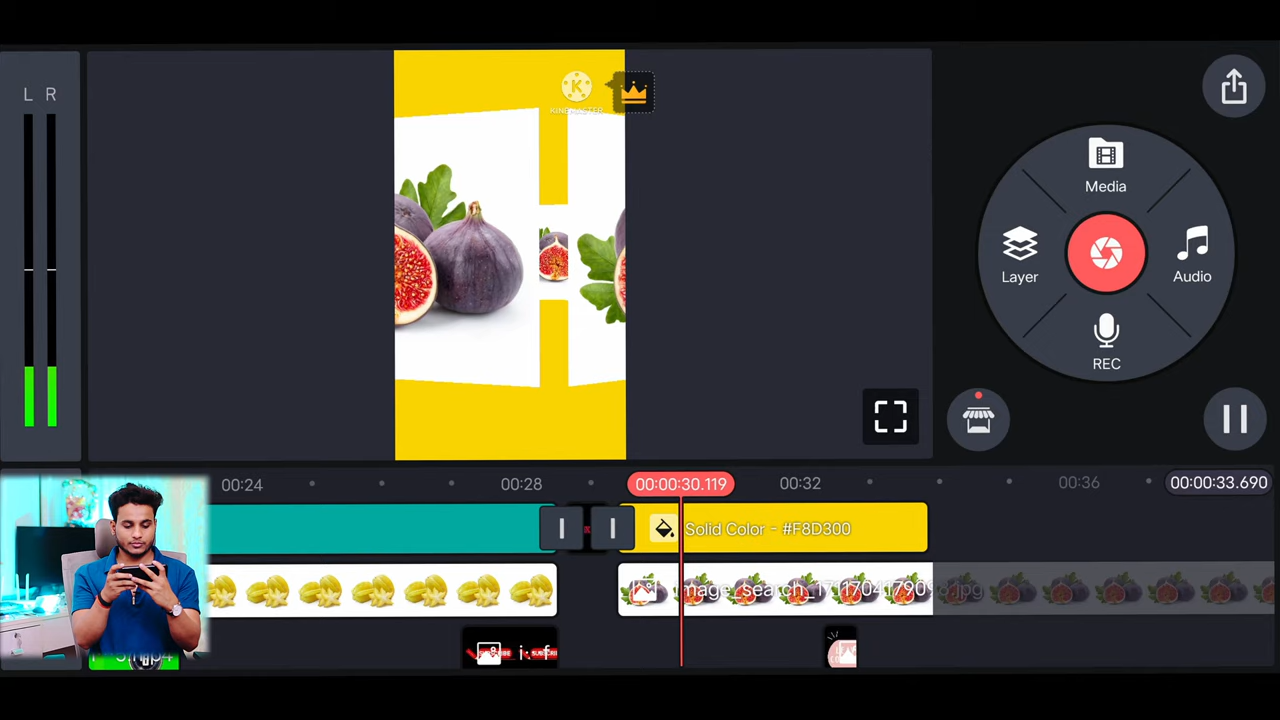 L R
KINEMASTER
Media
Layer
Audio
REC
00:24
00:28
00:00:30.119
00:32
00:36
00:00:33.690
Solid Color - #F8D300